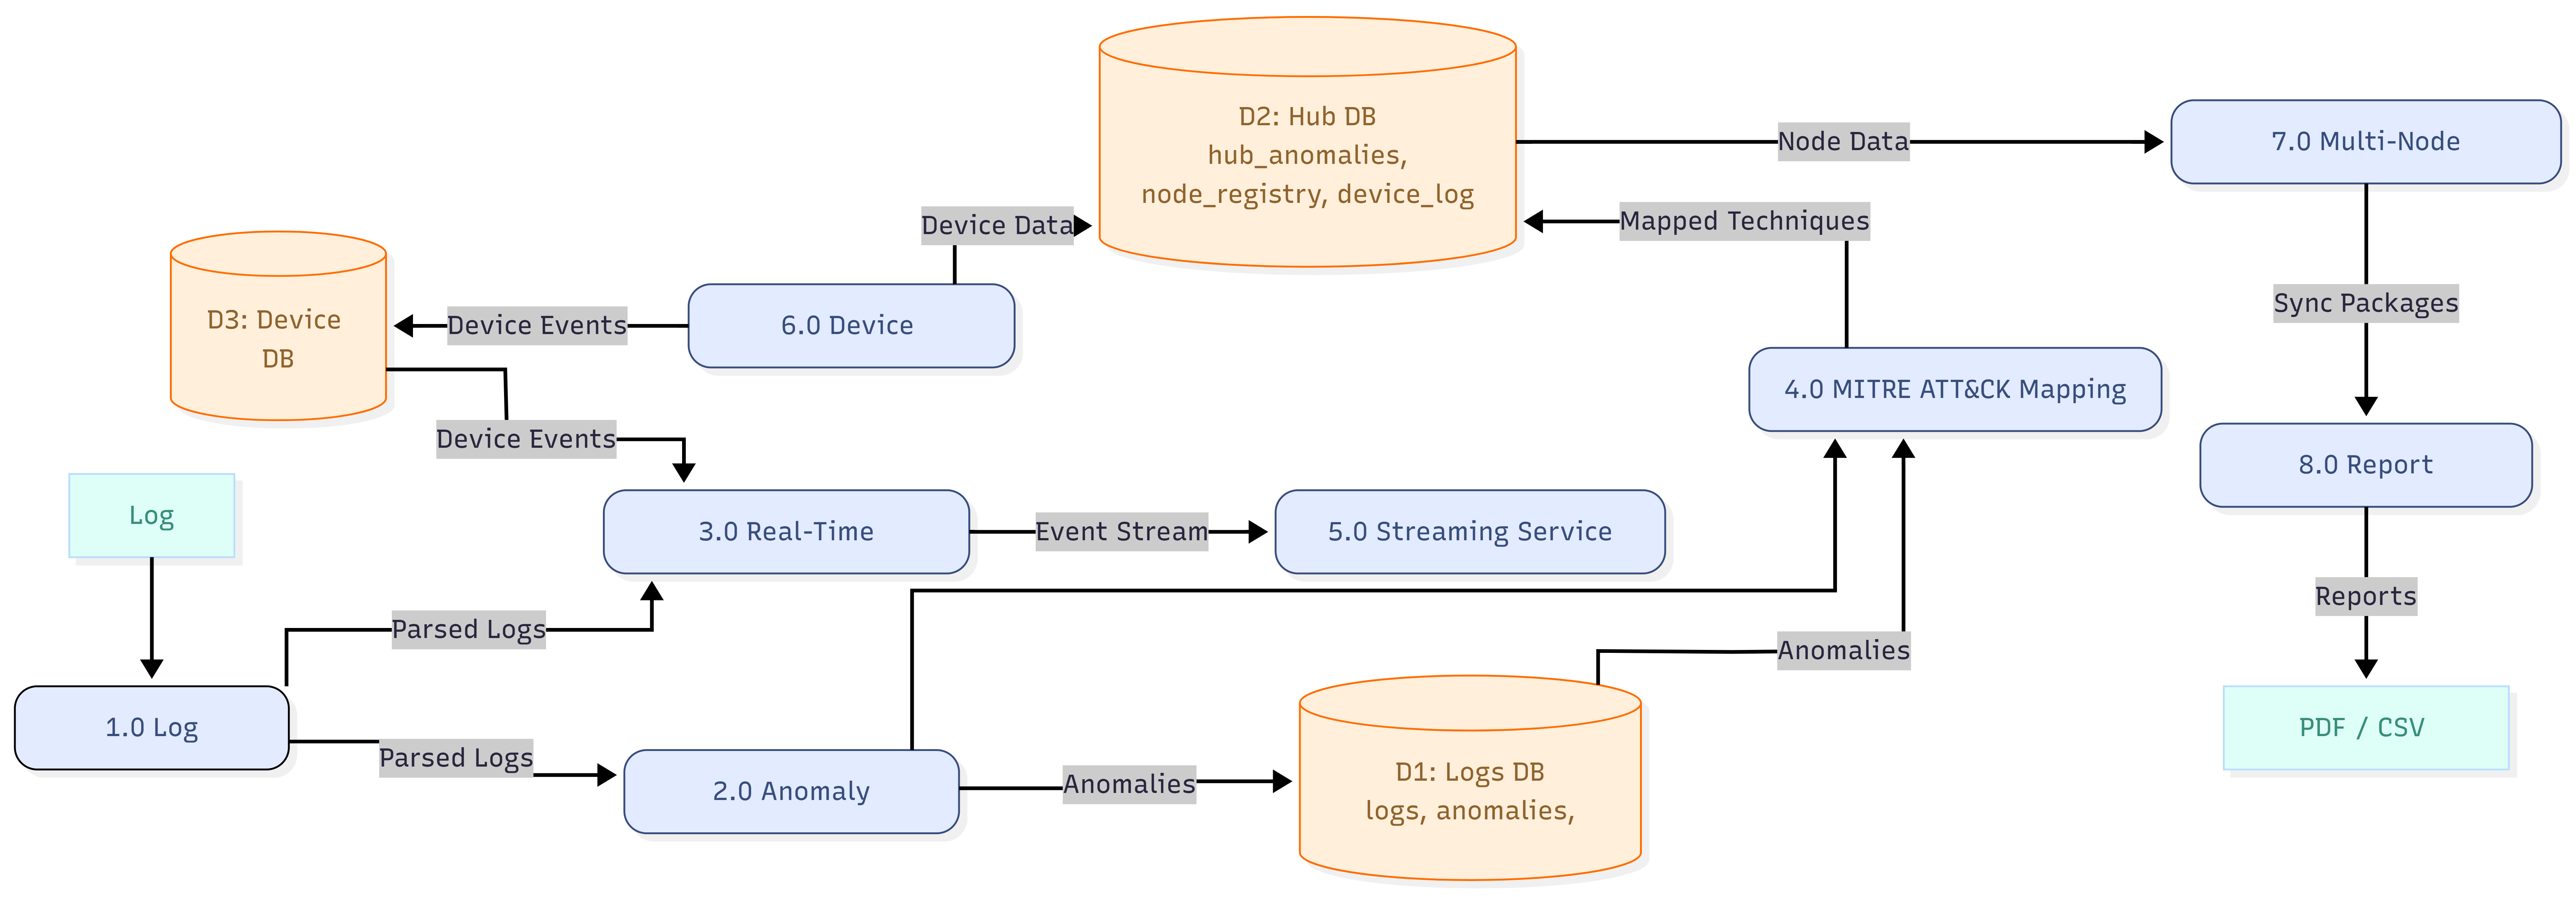 D2: Hub DB
hub_anomalies,
node_registry, device_log
Node Data
7.0 Multi-Node
Device Data
Mapped Techniques
D3: Device
DB
Device Events
6.0 Device
Sync Packages
4.0 MITRE ATT&CK Mapping
Device Events
8.0 Report
Log
3.0 Real-Time
Event Stream
5.0 Streaming Service
Reports
Parsed Logs
Anomalies
1.0 Log
PDF / CSV
Parsed Logs
2.0 Anomaly
Anomalies
D1: Logs DB
logs, anomalies,